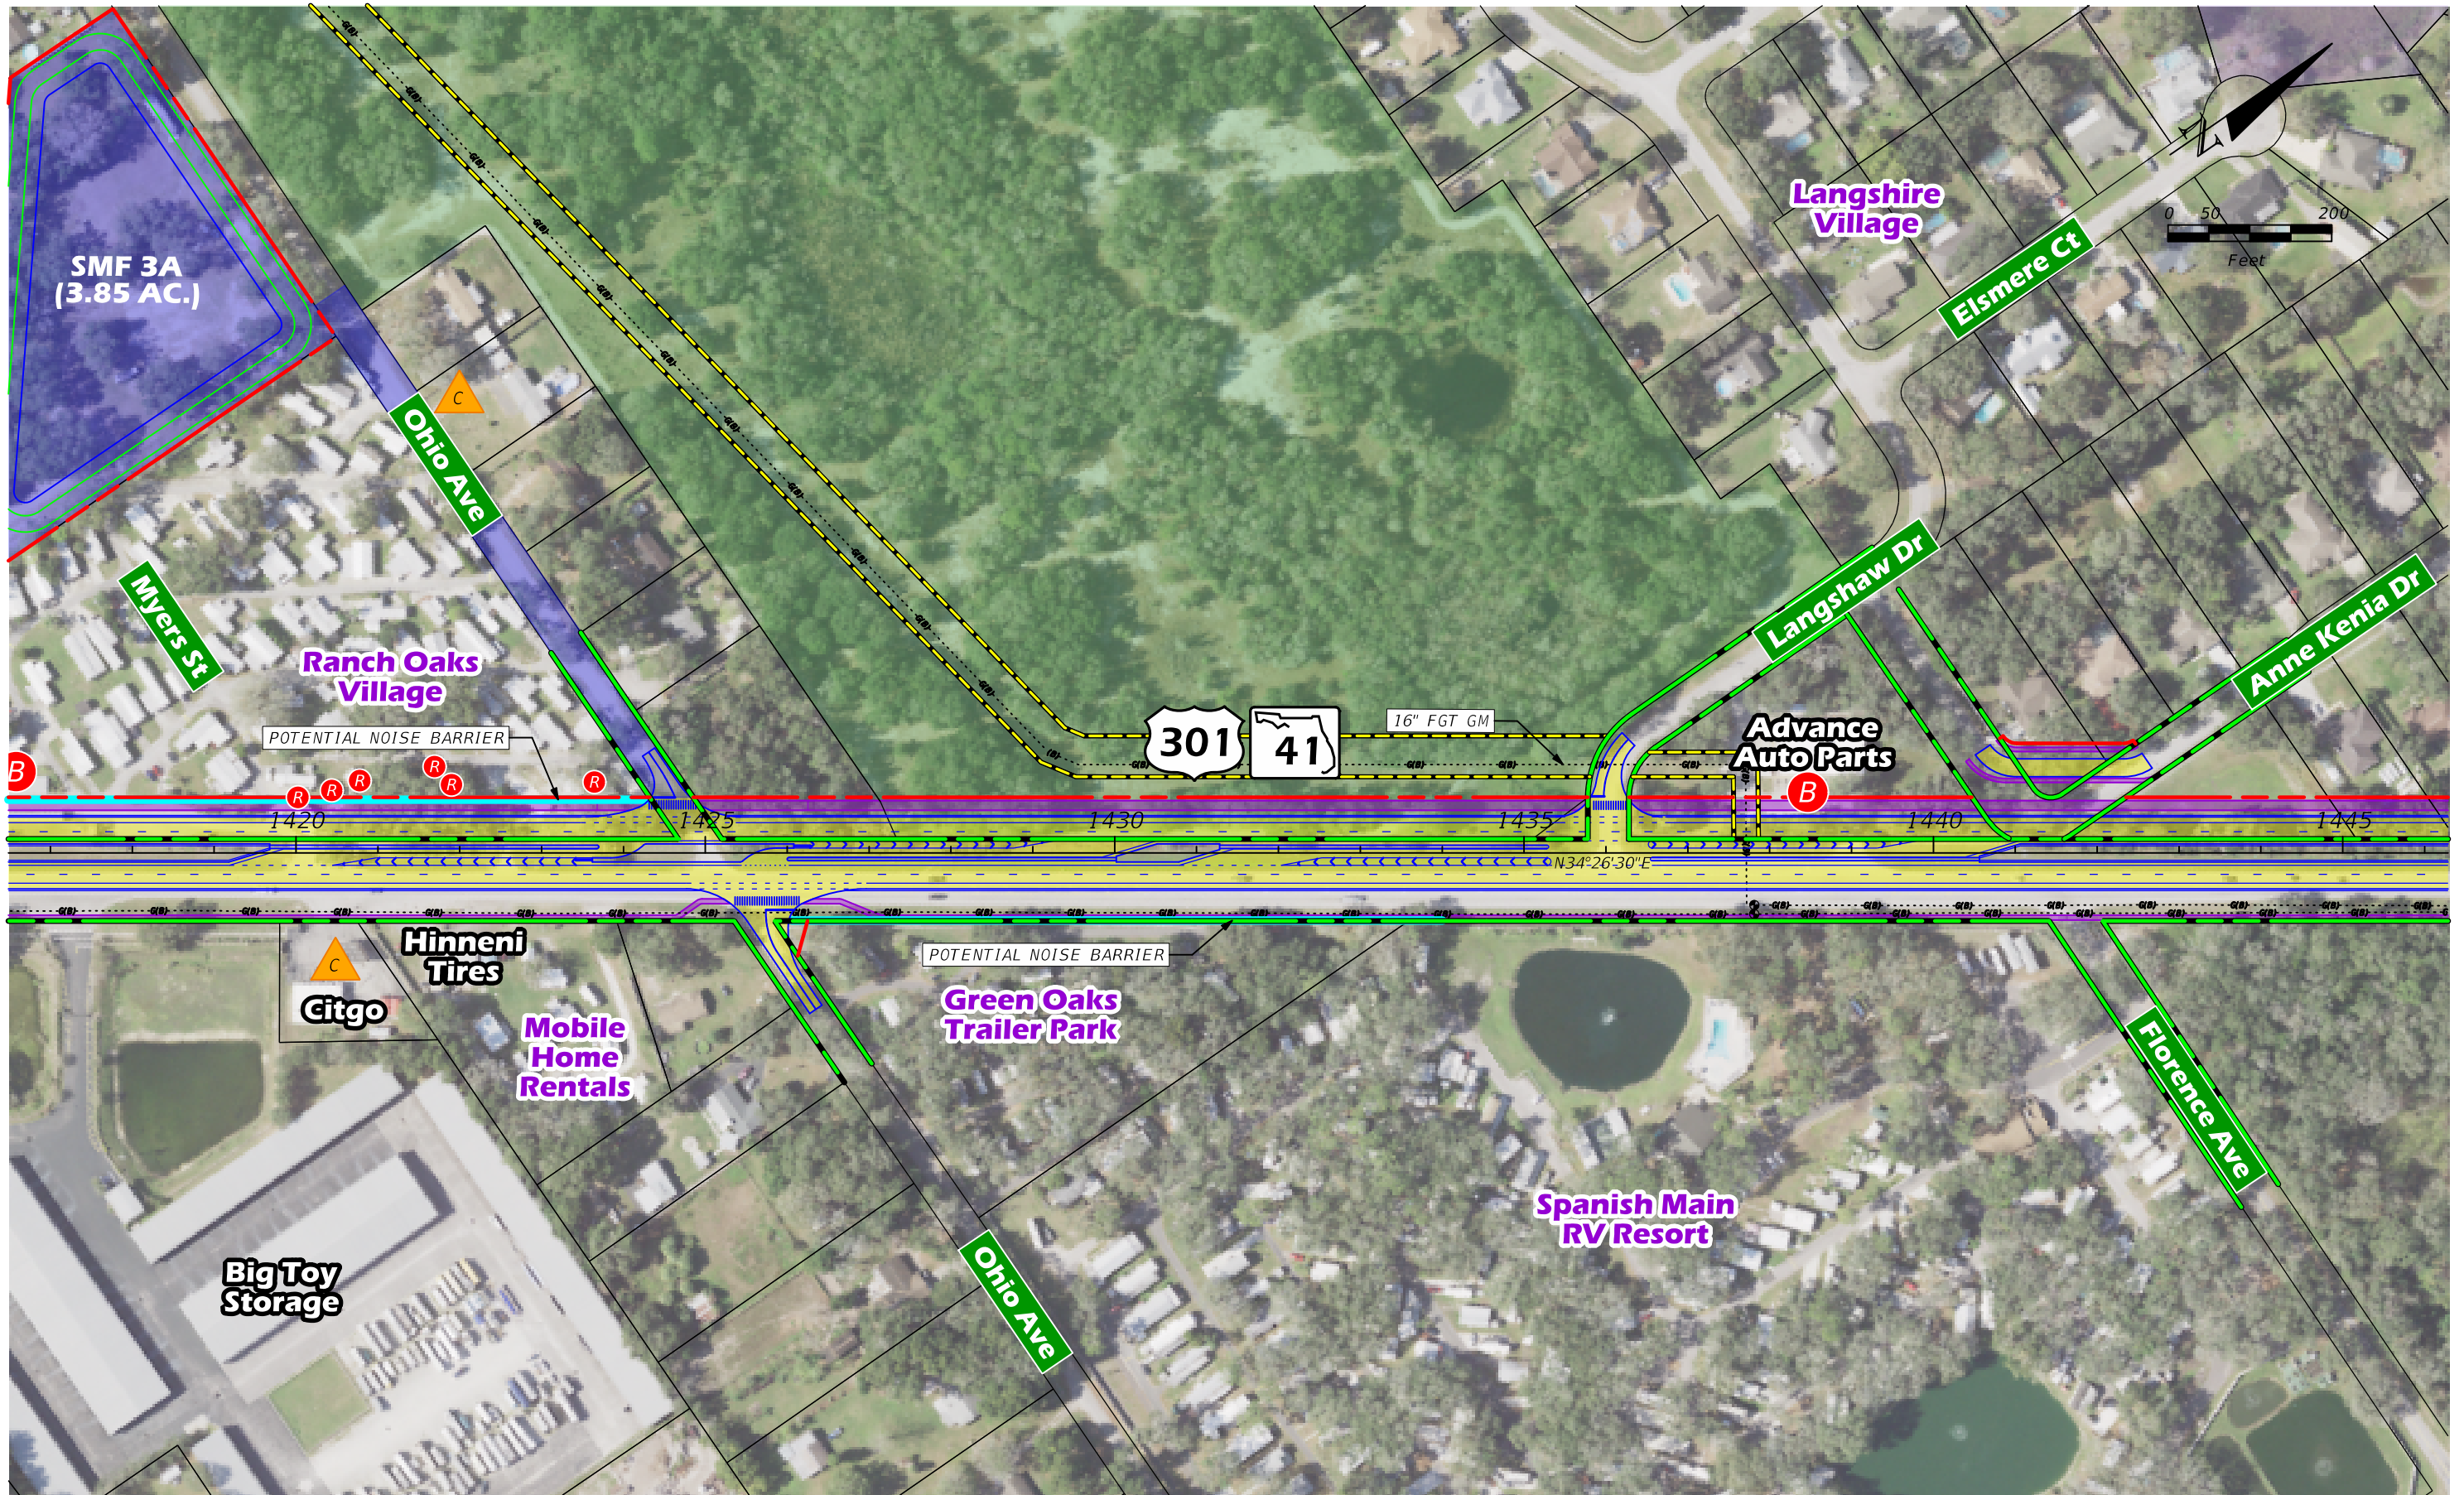 G(B)
G(B)
G(B)
G(B)
G(B)
G(B)
G(B)
G(B)
G(B)
G(B)
G(B)
(B)
N
0 50 200
Feet
Langshire
Village
Elsmere Ct
SMF 3A
(3.85 AC.)
C
Ohio Ave
Myers St
Ranch Oaks
Village
POTENTIAL NOISE BARRIER
B
R
R
R
R
R
R
301
41
16" FGT GM
G(B)
G(B)
G(B)
(B)
G(B)
Langshaw Dr
Anne Kenia Dr
Advance
Auto Parts
B
1420
1425
1430
1435
1440
1445
N34°26'30"E
G(B) G(B) G(B) G(B) G(B) G(B) G(B) G(B) G(B) G(B) G(B) G(B) G(B) G(B) G(B) G(B) G(B) G(B) G(B) G(B) G(B) G(B) G(B) G(B) G(B) G(B)
G(B) G(B) G(B) G(B) G(B) G(B) G(B) G(B)
POTENTIAL NOISE BARRIER
C
Citgo
Hinneni
Tires
Mobile
Home
Rentals
Green Oaks
Trailer Park
Big Toy
Storage
Ohio Ave
Spanish Main
RV Resort
Florence Ave